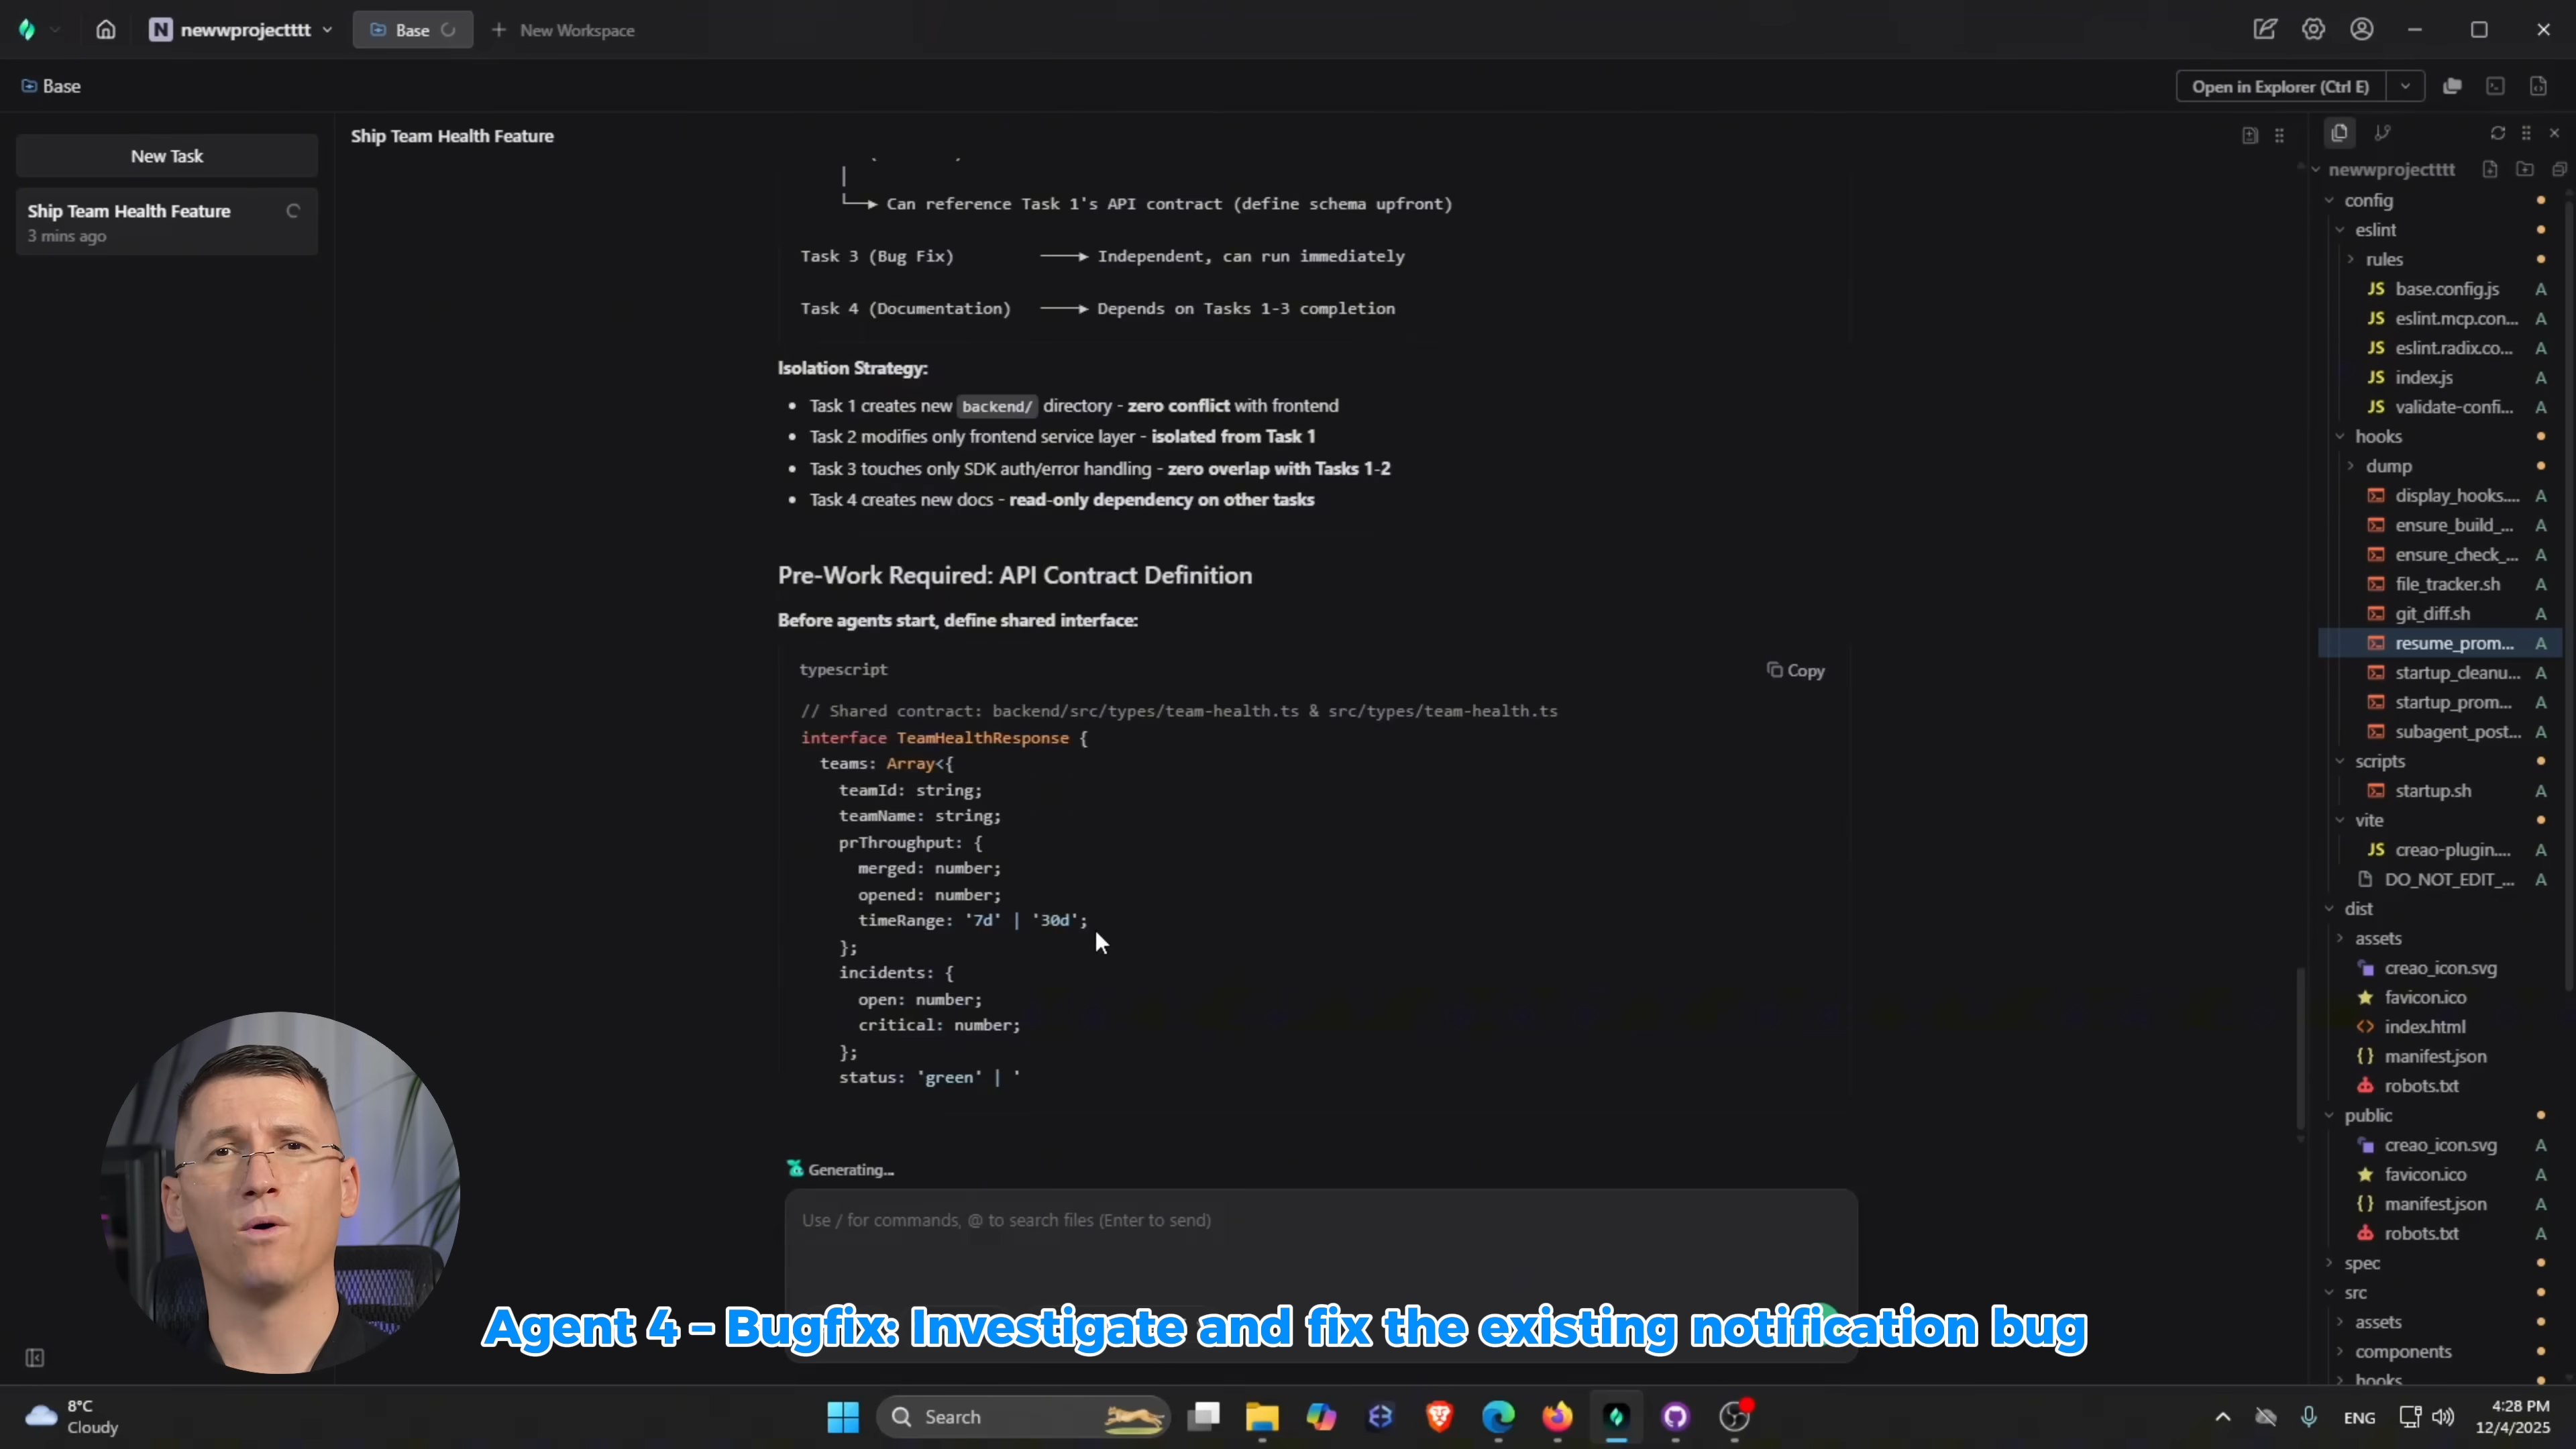 N newwprojectttt
Base
New Workspace
Base
Open in Explorer (Ctrl E)
New Task
Ship Team Health Feature
3 mins ago
Ship Team Health Feature
│
└─→ Can reference Task 1's API contract (define schema upfront)
Task 3 (Bug Fix) ──→ Independent, can run immediately
Task 4 (Documentation) ──→ Depends on Tasks 1-3 completion
Isolation Strategy:
• Task 1 creates new backend/ directory - zero conflict with frontend
• Task 2 modifies only frontend service layer - isolated from Task 1
• Task 3 touches only SDK auth/error handling - zero overlap with Tasks 1-2
• Task 4 creates new docs - read-only dependency on other tasks
Pre-Work Required: API Contract Definition
Before agents start, define shared interface:
typescript
Copy
// Shared contract: backend/src/types/team-health.ts & src/types/team-health.ts
interface TeamHealthResponse {
teams: Array<{
teamId: string;
teamName: string;
prThroughput: {
merged: number;
opened: number;
timeRange: '7d' | '30d';
};
incidents: {
open: number;
critical: number;
};
status: 'green' | '
Generating...
Use / for commands, @ to search files (Enter to send)
Agent 4 – Bugfix: Investigate and fix the existing notification bug
newwprojectttt
config
eslint
rules
JS base.config.js A
JS eslint.mcp.con... A
JS eslint.radix.co... A
JS index.js A
JS validate-confi... A
hooks
dump
display_hooks.... A
ensure_build_... A
ensure_check_... A
file_tracker.sh A
git_diff.sh A
resume_prom... A
startup_cleanu... A
startup_prom... A
subagent_post... A
scripts
startup.sh A
vite
JS creao-plugin.... A
DO_NOT_EDIT_... A
dist
assets
creao_icon.svg A
favicon.ico A
index.html A
manifest.json A
robots.txt A
public
creao_icon.svg A
favicon.ico A
manifest.json A
robots.txt A
spec
src
assets
components
hooks
8°C
Cloudy
Search
ENG
4:28 PM
12/4/2025